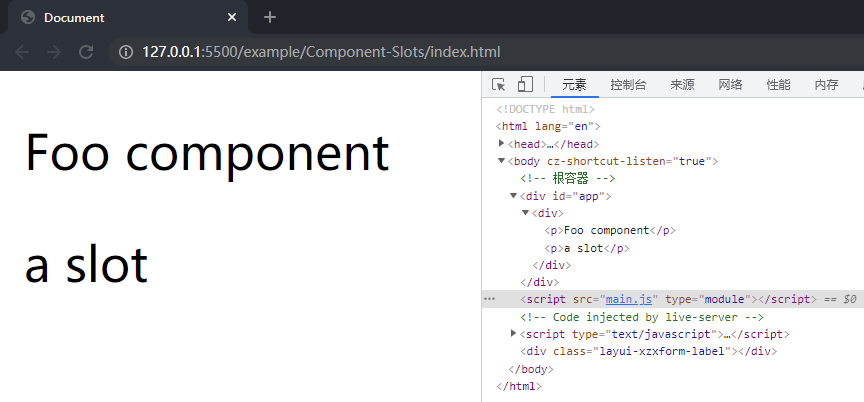 Document
127.0.0.1:5500/example/Component-Slots/index.html
元素 控制台 来源 网络 性能 内存
Foo component
a slot
<!DOCTYPE html>
<html lang="en">
<head>…</head>
<body cz-shortcut-listen="true">
<!-- 根容器 -->
<div id="app">
<div>
<p>Foo component</p>
<p>a slot</p>
</div>
</div>
<script src="main.js" type="module"></script> == $0
<!-- Code injected by live-server -->
<script type="text/javascript">…</script>
<div class="layui-xzxform-label"></div>
</body>
</html>